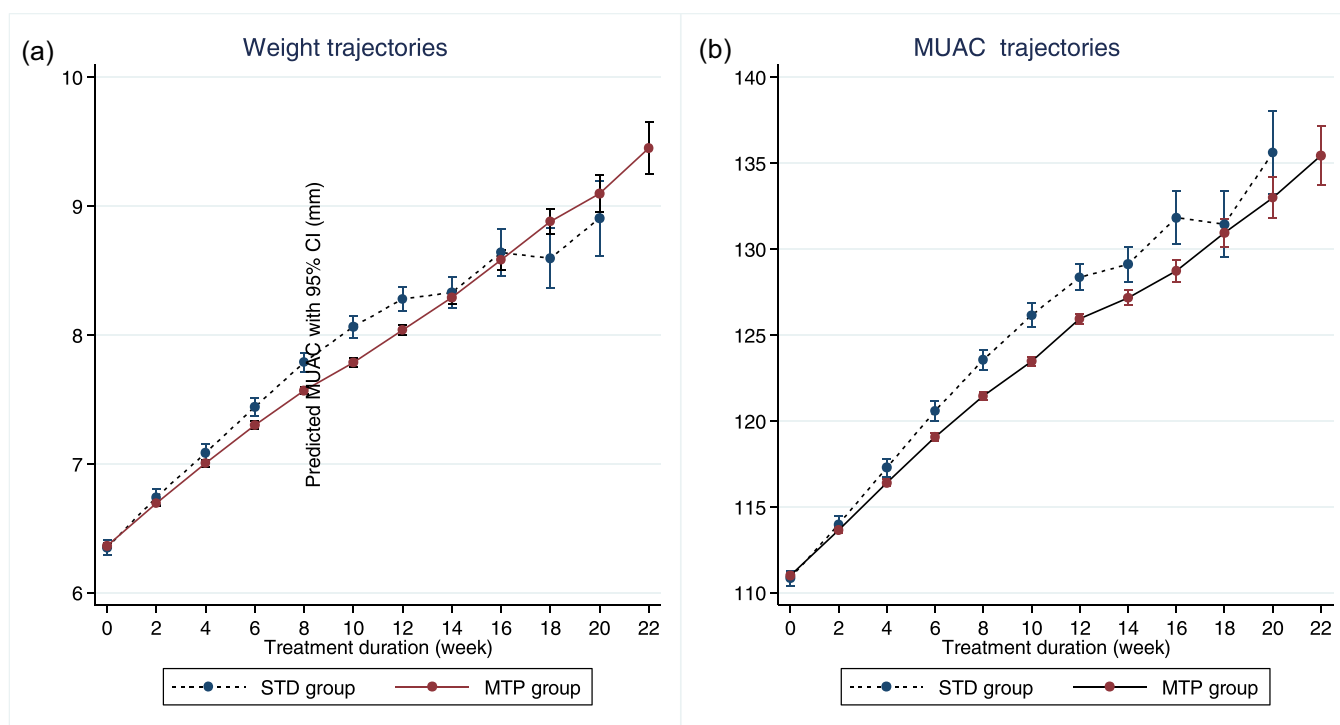 (a) Weight trajectories
10
9
8
7
6
Predicted MUAC with 95% CI (mm)
0 2 4 6 8 10 12 14 16 18 20 22
Treatment duration (week)
STD group MTP group
(b) MUAC trajectories
140
135
130
125
120
115
110
0 2 4 6 8 10 12 14 16 18 20 22
Treatment duration (week)
STD group MTP group